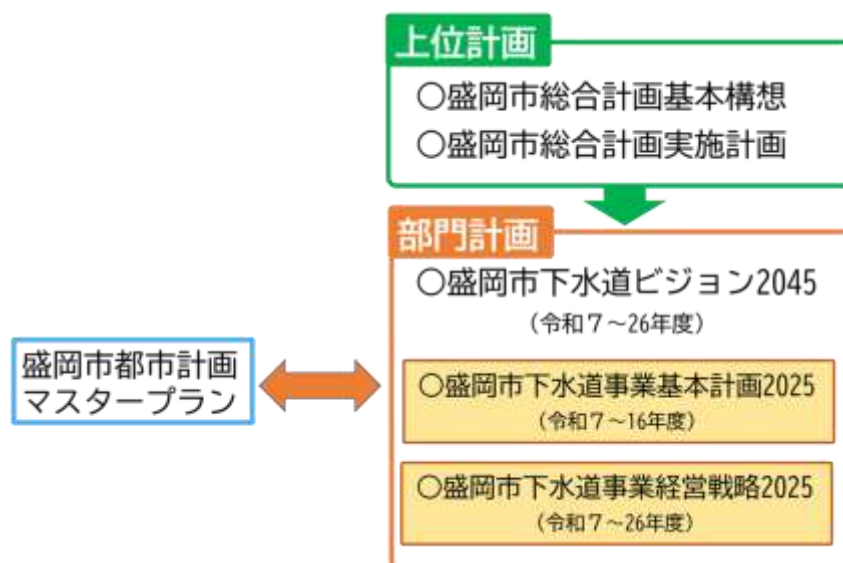 上位計画
○盛岡市総合計画基本構想
○盛岡市総合計画実施計画
部門計画
○盛岡市下水道ビジョン2045
（令和７～26年度）
盛岡市都市計画
マスタープラン
○盛岡市下水道事業基本計画2025
（令和７～16年度）
○盛岡市下水道事業経営戦略2025
（令和７～26年度）